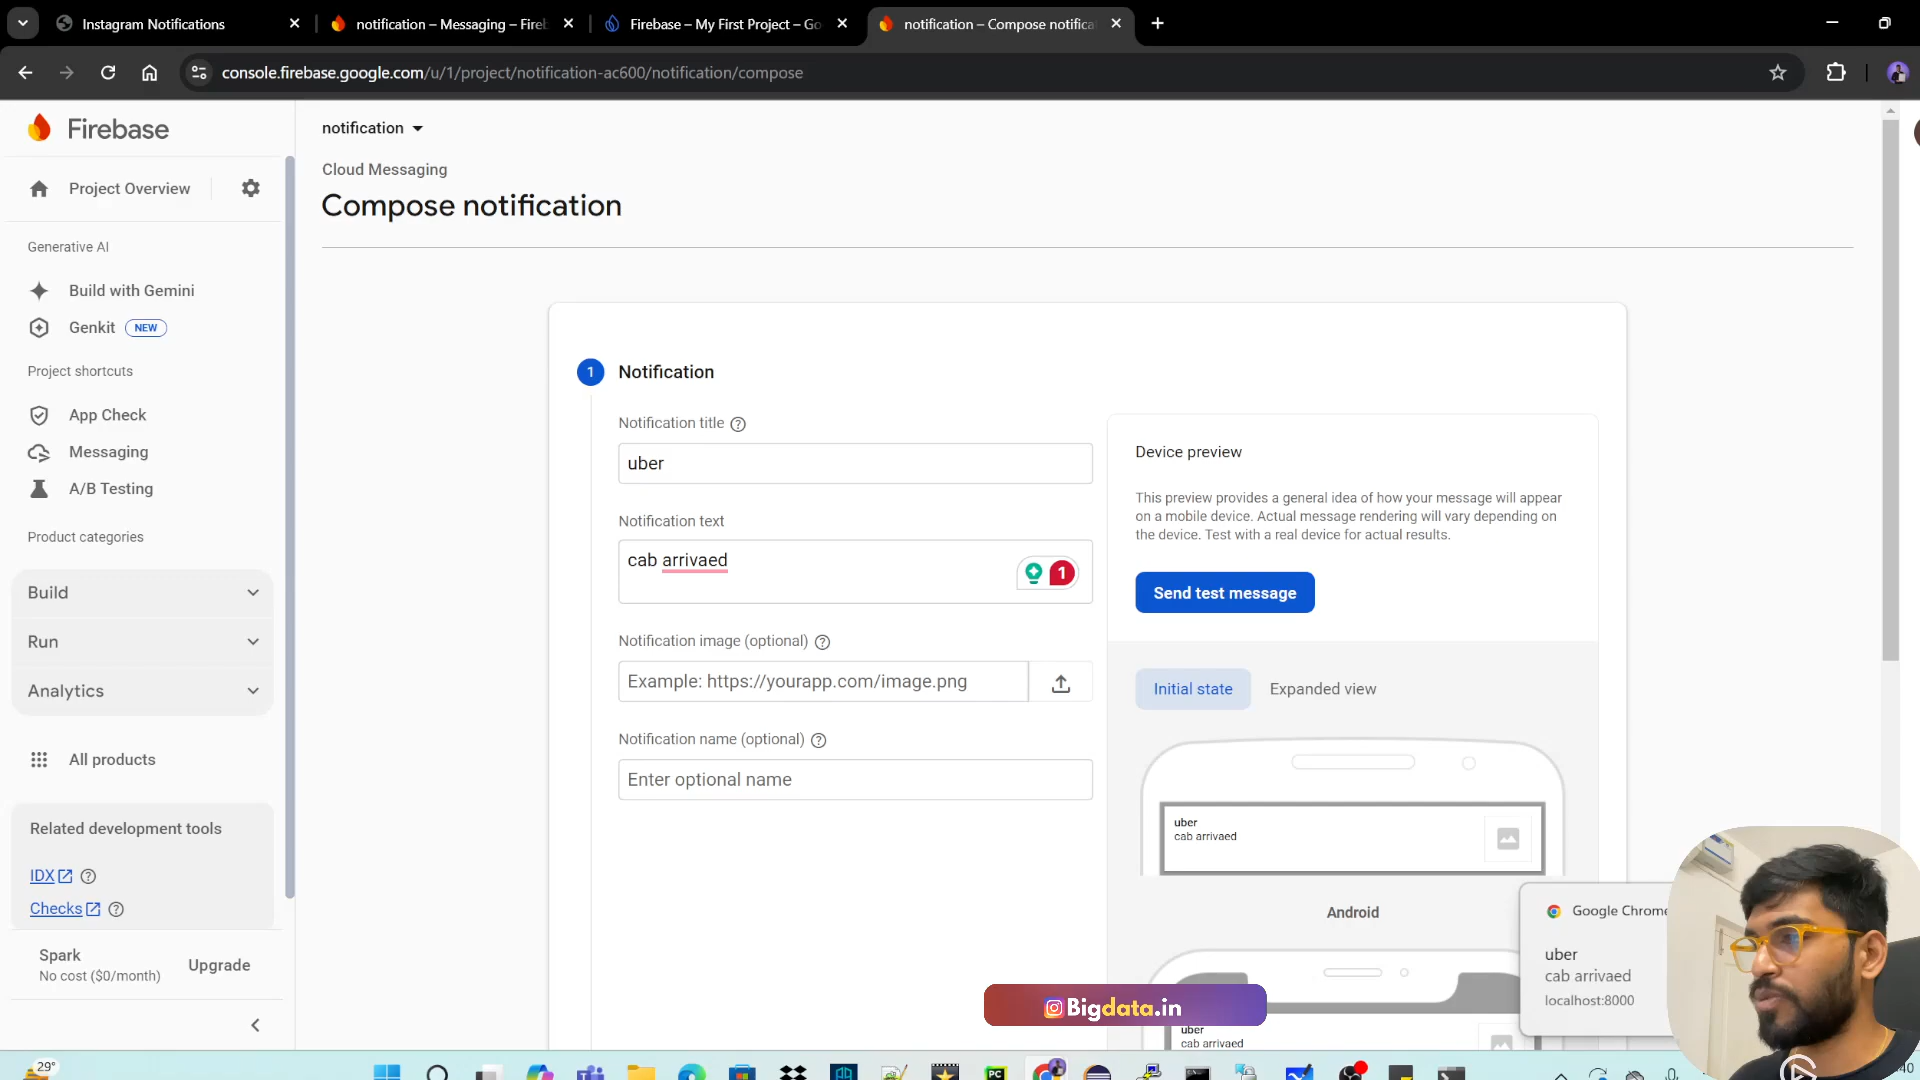 Instagram Notifications
notification – Messaging – Fireb
Firebase – My First Project – Go
notification – Compose notifica
console.firebase.google.com/u/1/project/notification-ac600/notification/compose
Firebase
Project Overview
Generative AI
Build with Gemini
Genkit NEW
Project shortcuts
App Check
Messaging
A/B Testing
Product categories
Build
Run
Analytics
All products
Related development tools
IDX
Checks
Spark
No cost ($0/month)
Upgrade
notification
Cloud Messaging
Compose notification
1 Notification
Notification title
uber
Notification text
cab arrivaed
1
Notification image (optional)
Example: https://yourapp.com/image.png
Notification name (optional)
Enter optional name
Device preview
This preview provides a general idea of how your message will appear
on a mobile device. Actual message rendering will vary depending on
the device. Test with a real device for actual results.
Send test message
Initial state
Expanded view
uber
cab arrivaed
Android
uber
cab arrivaed
Google Chrome
uber
cab arrivaed
localhost:8000
Bigdata.in
29°
PC